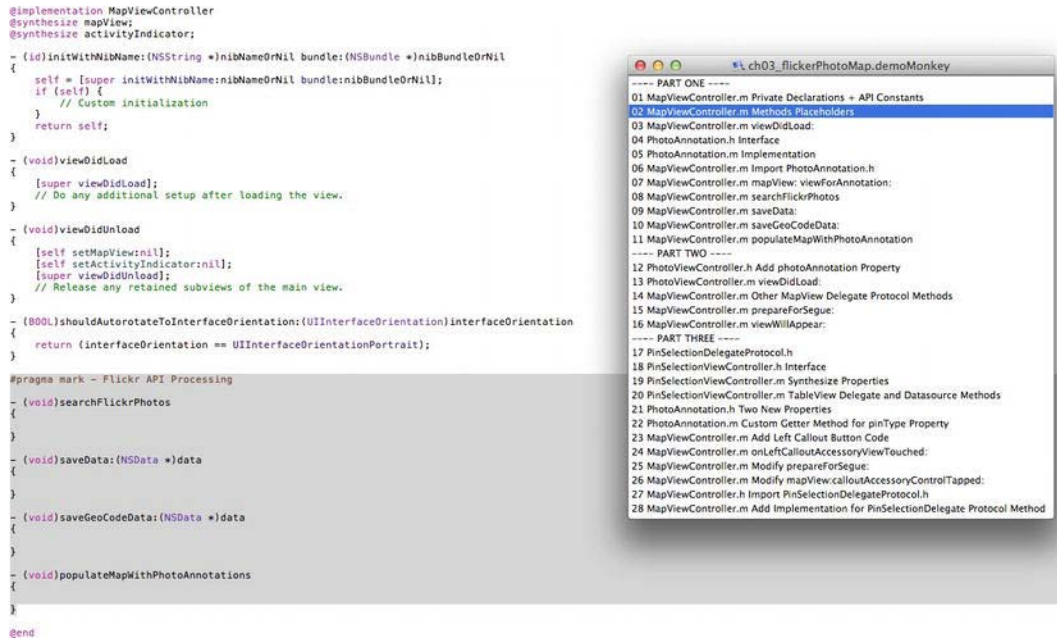 @implementation MapViewController
@synthesize mapView;
@synthesize activityIndicator;
- (id)initWithNibName:(NSString *)nibNameOrNil bundle:(NSBundle *)nibBundleOrNil
{
self = [super initWithNibName:nibNameOrNil bundle:nibBundleOrNil];
if (self) {
// Custom initialization
}
return self;
}
- (void)viewDidLoad
{
[super viewDidLoad];
// Do any additional setup after loading the view.
}
- (void)viewDidUnload
{
[self setMapView:nil];
[self setActivityIndicator:nil];
[super viewDidUnload];
// Release any retained subviews of the main view.
}
- (BOOL)shouldAutorotateToInterfaceOrientation:(UIInterfaceOrientation)interfaceOrientation
{
return (interfaceOrientation == UIInterfaceOrientationPortrait);
}
#pragma mark - Flickr API Processing
- (void)searchFlickrPhotos
{
}
- (void)saveData:(NSData *)data
{
}
- (void)saveGeoCodeData:(NSData *)data
{
}
- (void)populateMapWithPhotoAnnotations
{
}
@end
ch03_flickerPhotoMap.demoMonkey
---- PART ONE ----
01 MapViewController.m Private Declarations + API Constants
02 MapViewController.m Methods Placeholders
03 MapViewController.m viewDidLoad:
04 PhotoAnnotation.h Interface
05 PhotoAnnotation.m Implementation
06 MapViewController.m Import PhotoAnnotation.h
07 MapViewController.m mapView: viewForAnnotation:
08 MapViewController.m searchFlickrPhotos
09 MapViewController.m saveData:
10 MapViewController.m saveGeoCodeData:
11 MapViewController.m populateMapWithPhotoAnnotation
---- PART TWO ----
12 PhotoViewController.h Add photoAnnotation Property
13 PhotoViewController.m viewDidLoad:
14 MapViewController.m Other MapView Delegate Protocol Methods
15 MapViewController.m prepareForSegue:
16 MapViewController.m viewWillAppear:
---- PART THREE ----
17 PinSelectionDelegateProtocol.h
18 PinSelectionViewController.h Interface
19 PinSelectionViewController.m Synthesize Properties
20 PinSelectionViewController.m TableView Delegate and Datasource Methods
21 PhotoAnnotation.h Two New Properties
22 PhotoAnnotation.m Custom Getter Method for pinType Property
23 MapViewController.m Add Left Callout Button Code
24 MapViewController.m onLeftCalloutAccessoryViewTouched:
25 MapViewController.m Modify prepareForSegue:
26 MapViewController.m Modify mapView:calloutAccessoryControlTapped:
27 MapViewController.h Import PinSelectionDelegateProtocol.h
28 MapViewController.m Add Implementation for PinSelectionDelegate Protocol Method